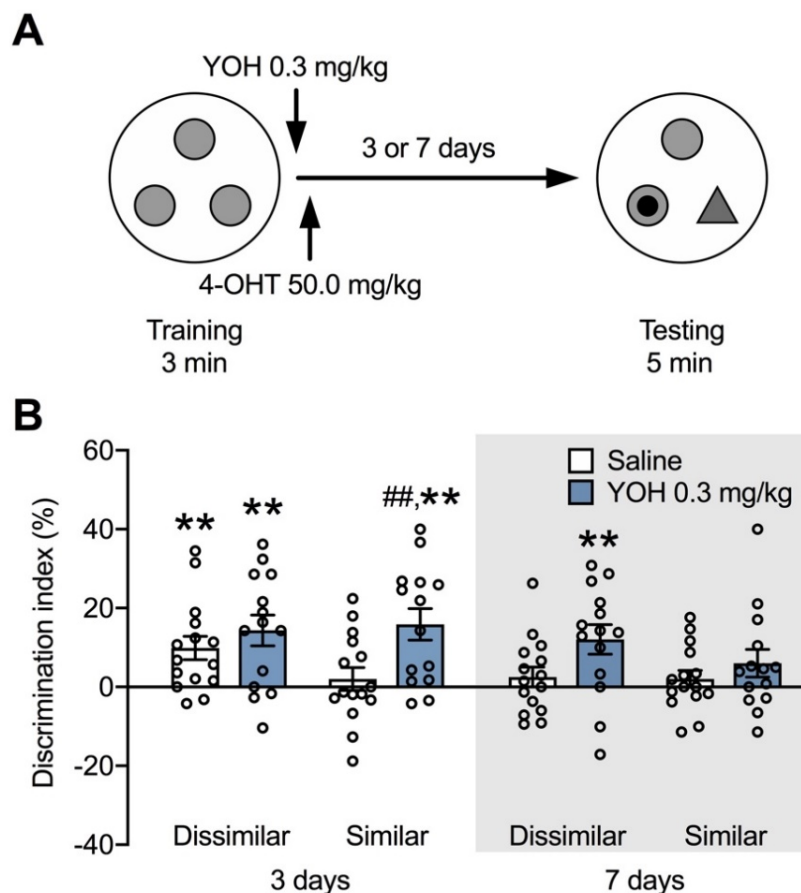 A
YOH 0.3 mg/kg
3 or 7 days
4-OHT 50.0 mg/kg
Training
3 min
Testing
5 min
B
Discrimination index (%)
60
40
20
0
-20
-40
Saline
YOH 0.3 mg/kg
** ** ##,** **
Dissimilar Similar Dissimilar Similar
3 days 7 days